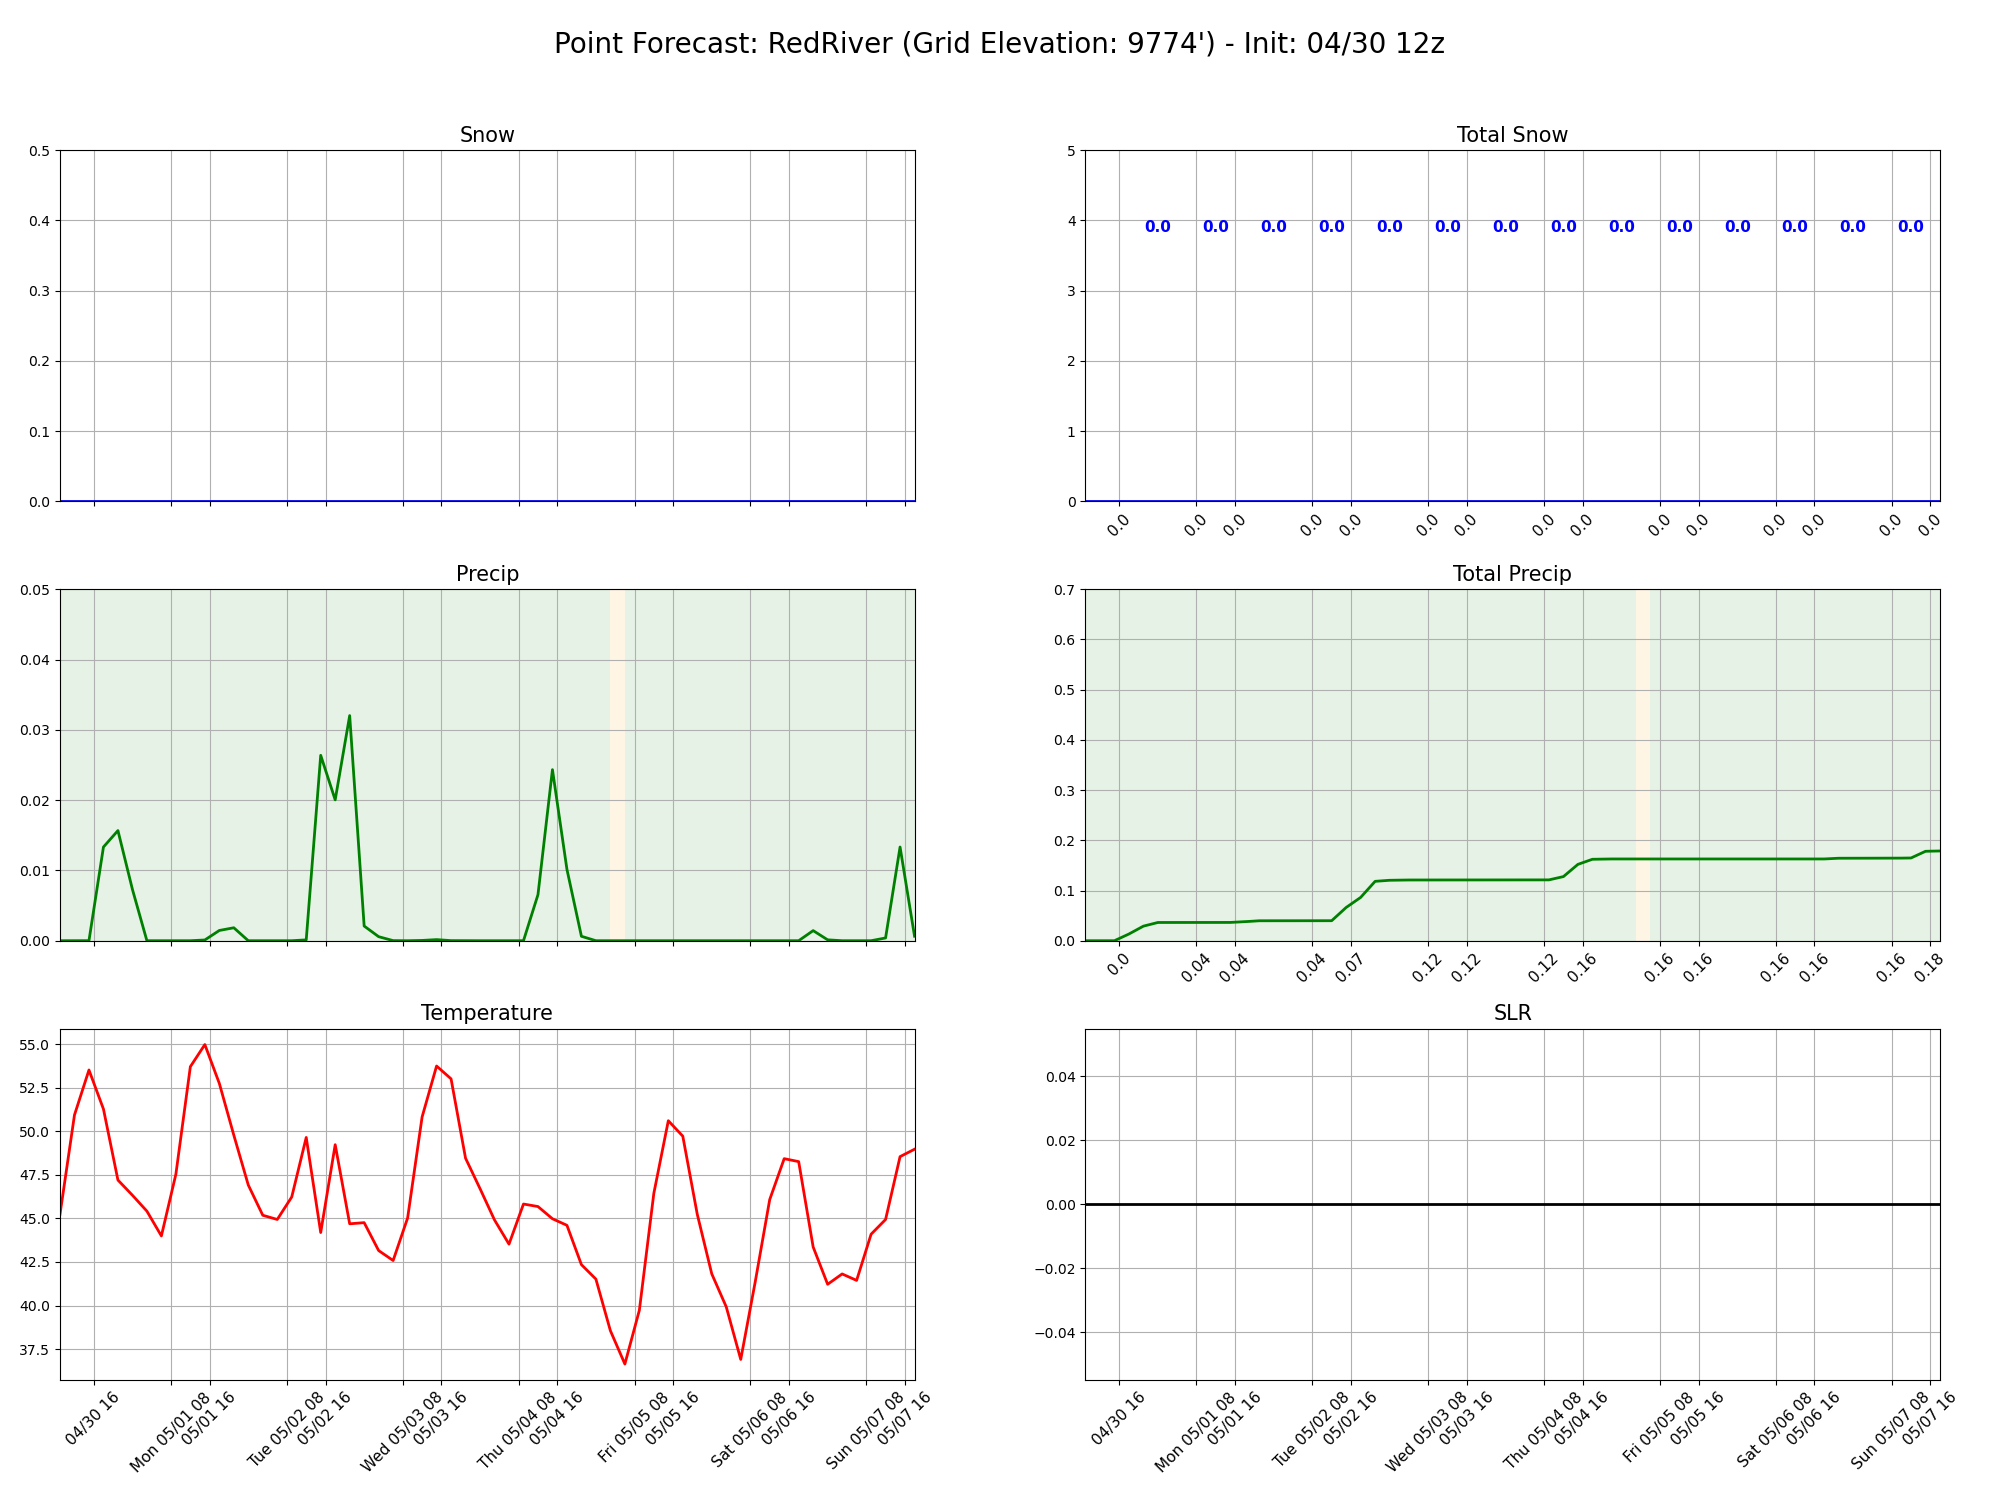 Point Forecast: RedRiver (Grid Elevation: 9774') - Init: 04/30 12z
Snow
0.5
0.4
0.3
0.2
0.1
0.0
Total Snow
5
4
3
2
1
0
0.0 0.0 0.0 0.0 0.0 0.0 0.0 0.0 0.0 0.0 0.0 0.0 0.0 0.0
0.0 0.0 0.0 0.0 0.0 0.0 0.0 0.0 0.0 0.0 0.0 0.0 0.0 0.0 0.0
Precip
0.05
0.04
0.03
0.02
0.01
0.00
Total Precip
0.7
0.6
0.5
0.4
0.3
0.2
0.1
0.0
0.0 0.04 0.04 0.04 0.07 0.12 0.12 0.12 0.16 0.16 0.16 0.16 0.16 0.16 0.18
Temperature
55.0
52.5
50.0
47.5
45.0
42.5
40.0
37.5
04/30 16
Mon 05/01 08
05/01 16
Tue 05/02 08
05/02 16
Wed 05/03 08
05/03 16
Thu 05/04 08
05/04 16
Fri 05/05 08
05/05 16
Sat 05/06 08
05/06 16
Sun 05/07 08
05/07 16
SLR
0.04
0.02
0.00
−0.02
−0.04
04/30 16
Mon 05/01 08
05/01 16
Tue 05/02 08
05/02 16
Wed 05/03 08
05/03 16
Thu 05/04 08
05/04 16
Fri 05/05 08
05/05 16
Sat 05/06 08
05/06 16
Sun 05/07 08
05/07 16